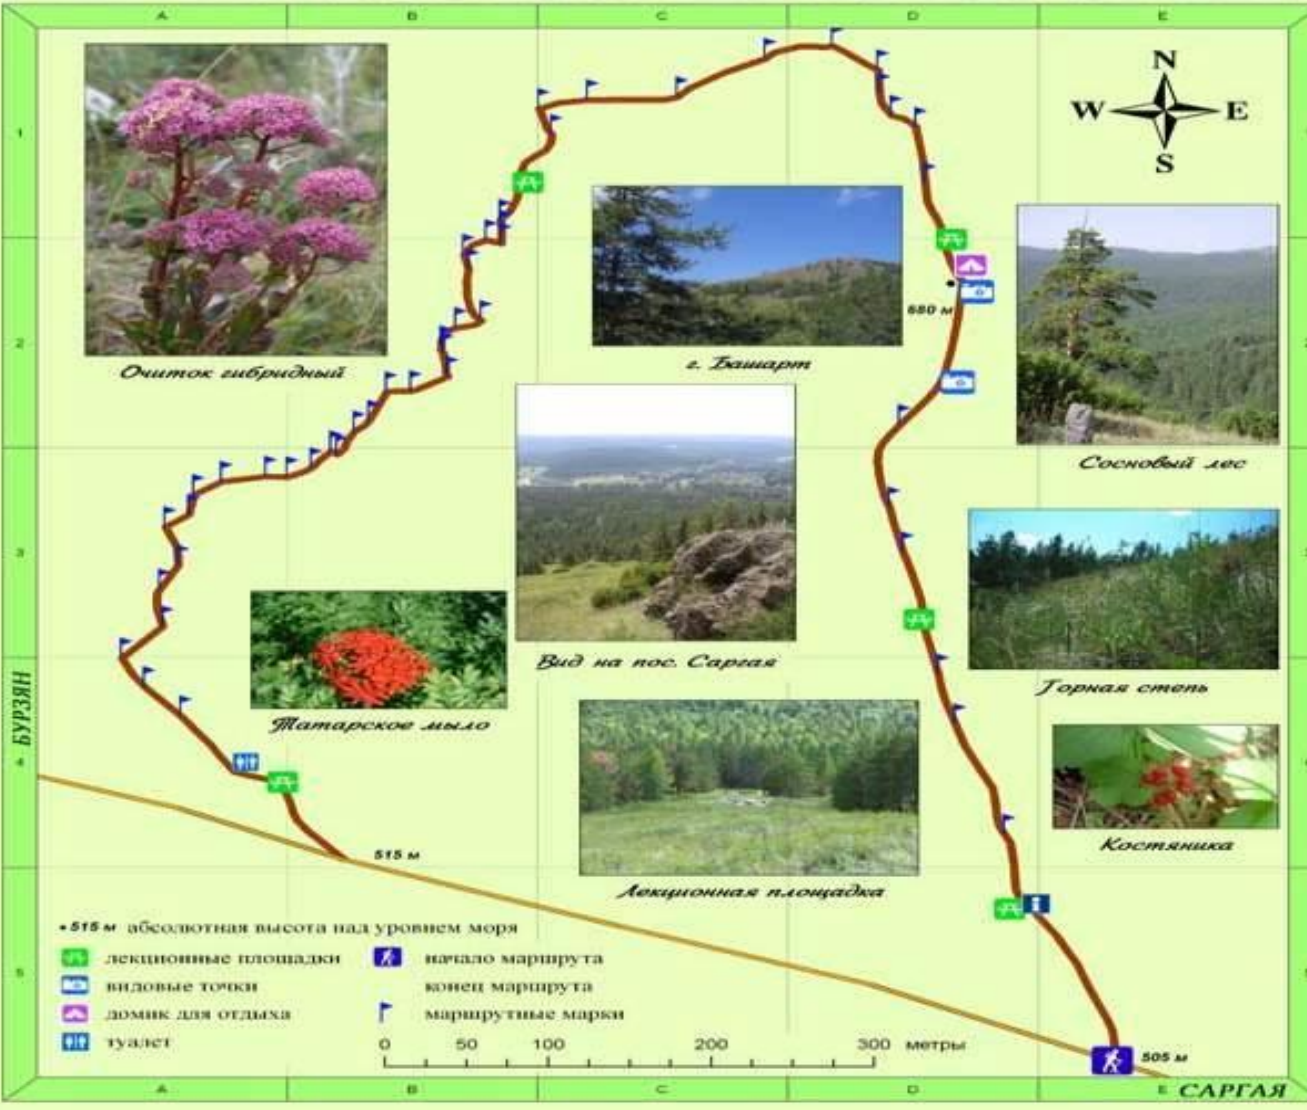 A B C D E
N
W E
S
1
Очиток гибридный
г. Башарт
680 м
2
Сосновый лес
3
Вид на пос. Саргая
Горная степь
БУРЗЯН
Татарское мыло
4
Костяника
515 м
Лекционная площадка
• 515 м абсолютная высота над уровнем моря
лекционные площадки
начало маршрута
видовые точки
конец маршрута
домик для отдыха
маршрутные марки
туалет
5
0 50 100 200 300 метры
505 м
A B C D E САРГАЯ